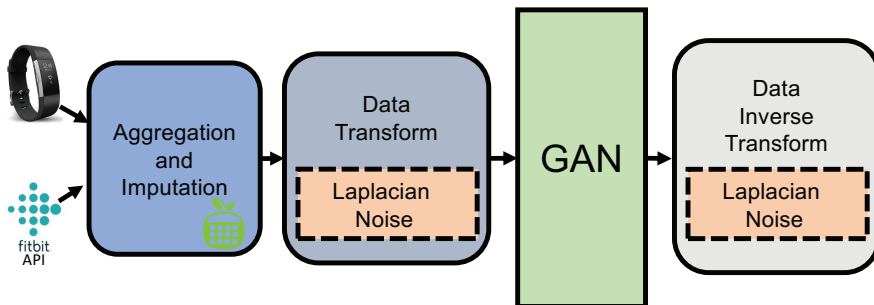 Aggregation
and
Imputation
fitbit
API
Data
Transform
Laplacian
Noise
GAN
Data
Inverse
Transform
Laplacian
Noise